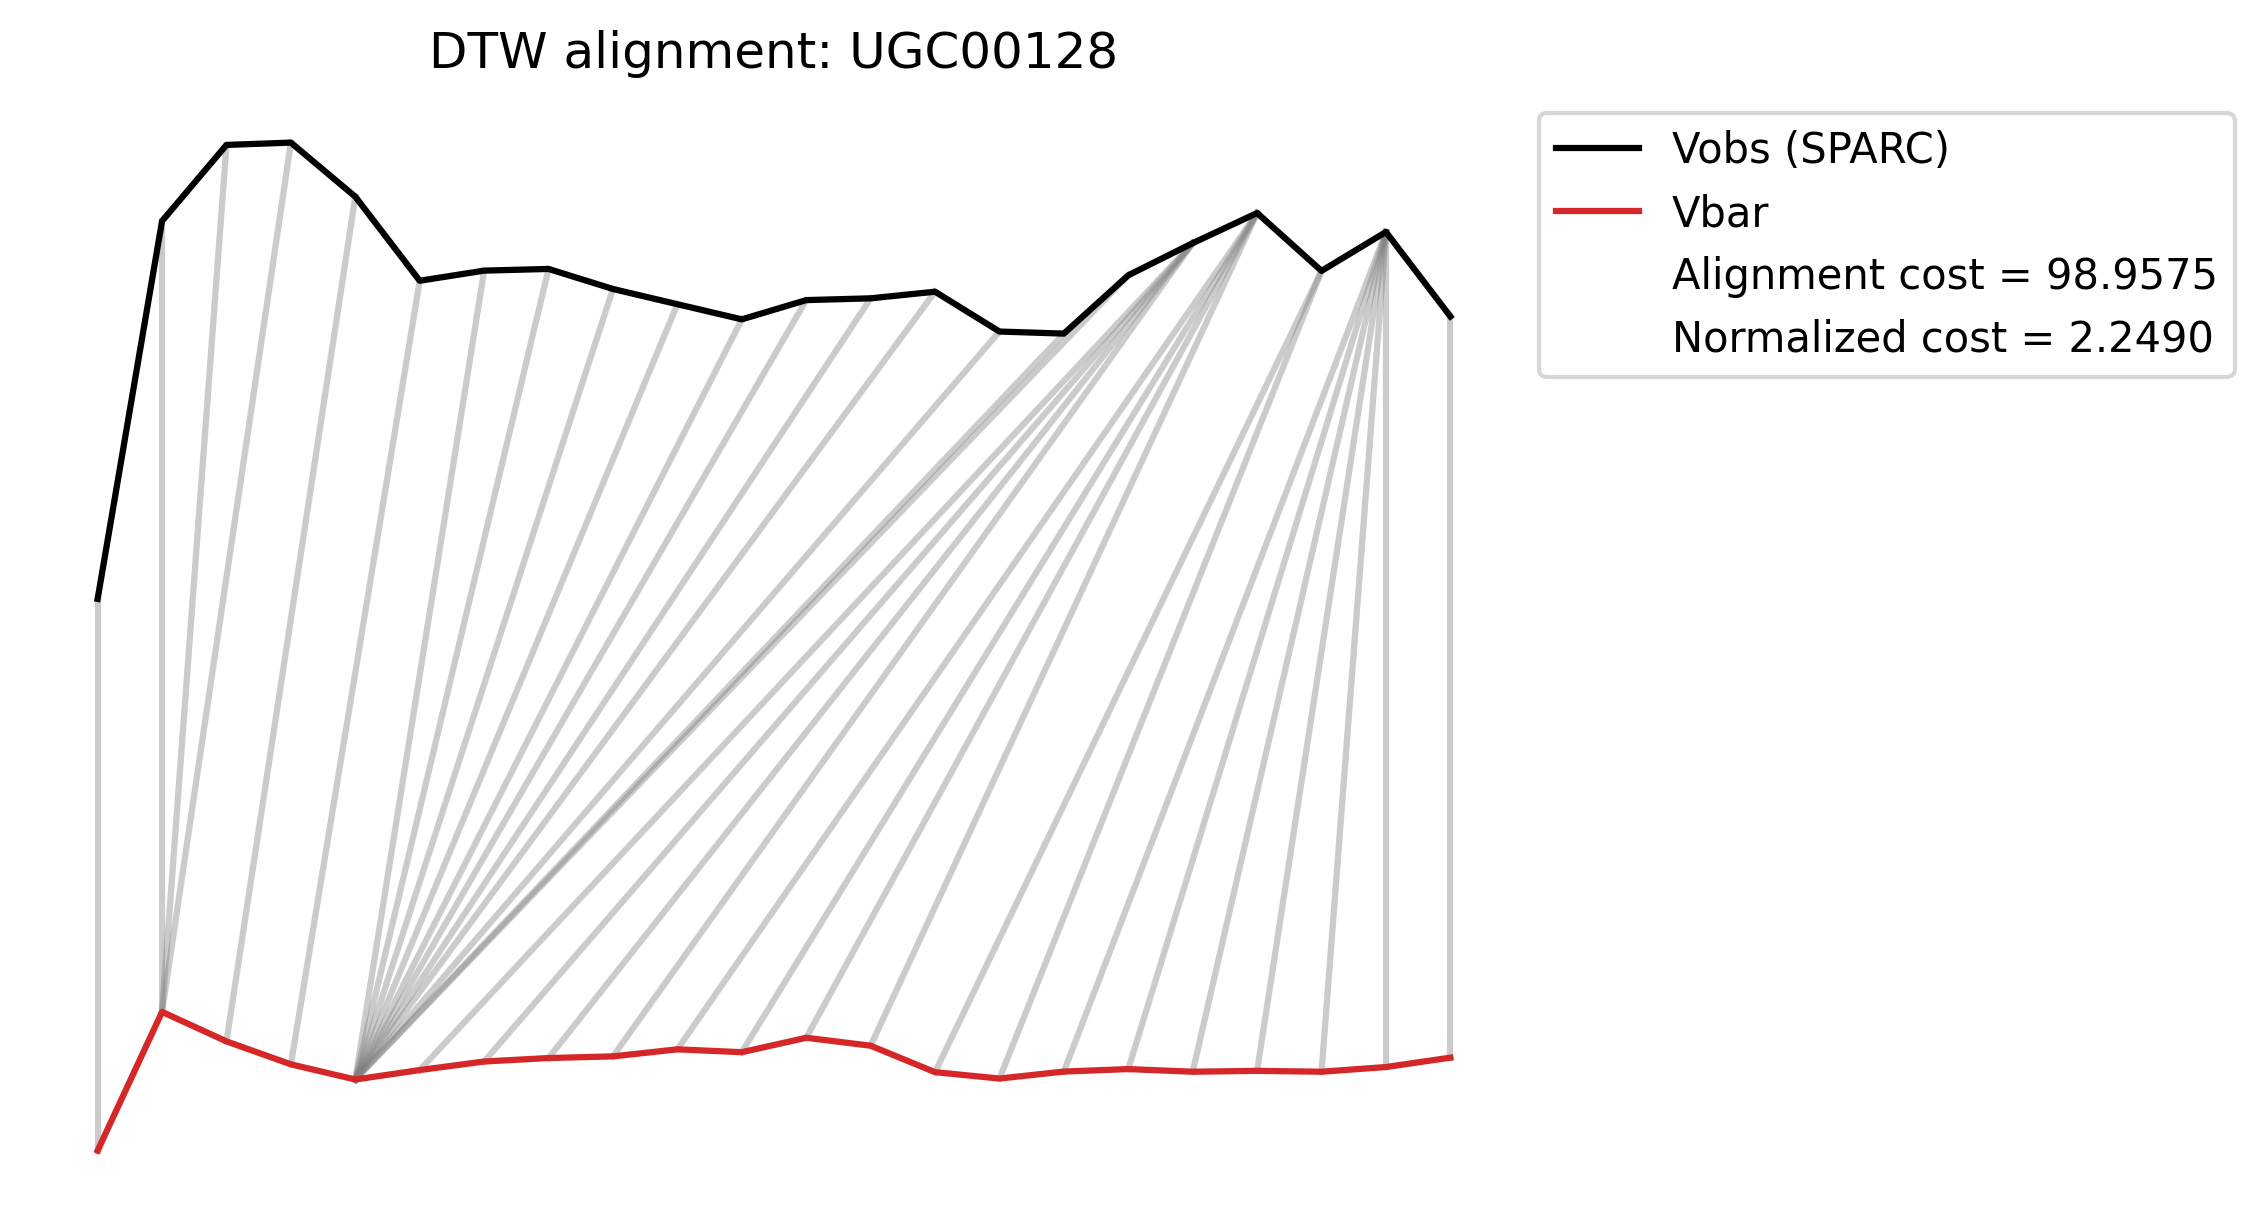 DTW alignment: UGC00128
Vobs (SPARC)
Vbar
Alignment cost = 98.9575
Normalized cost = 2.2490